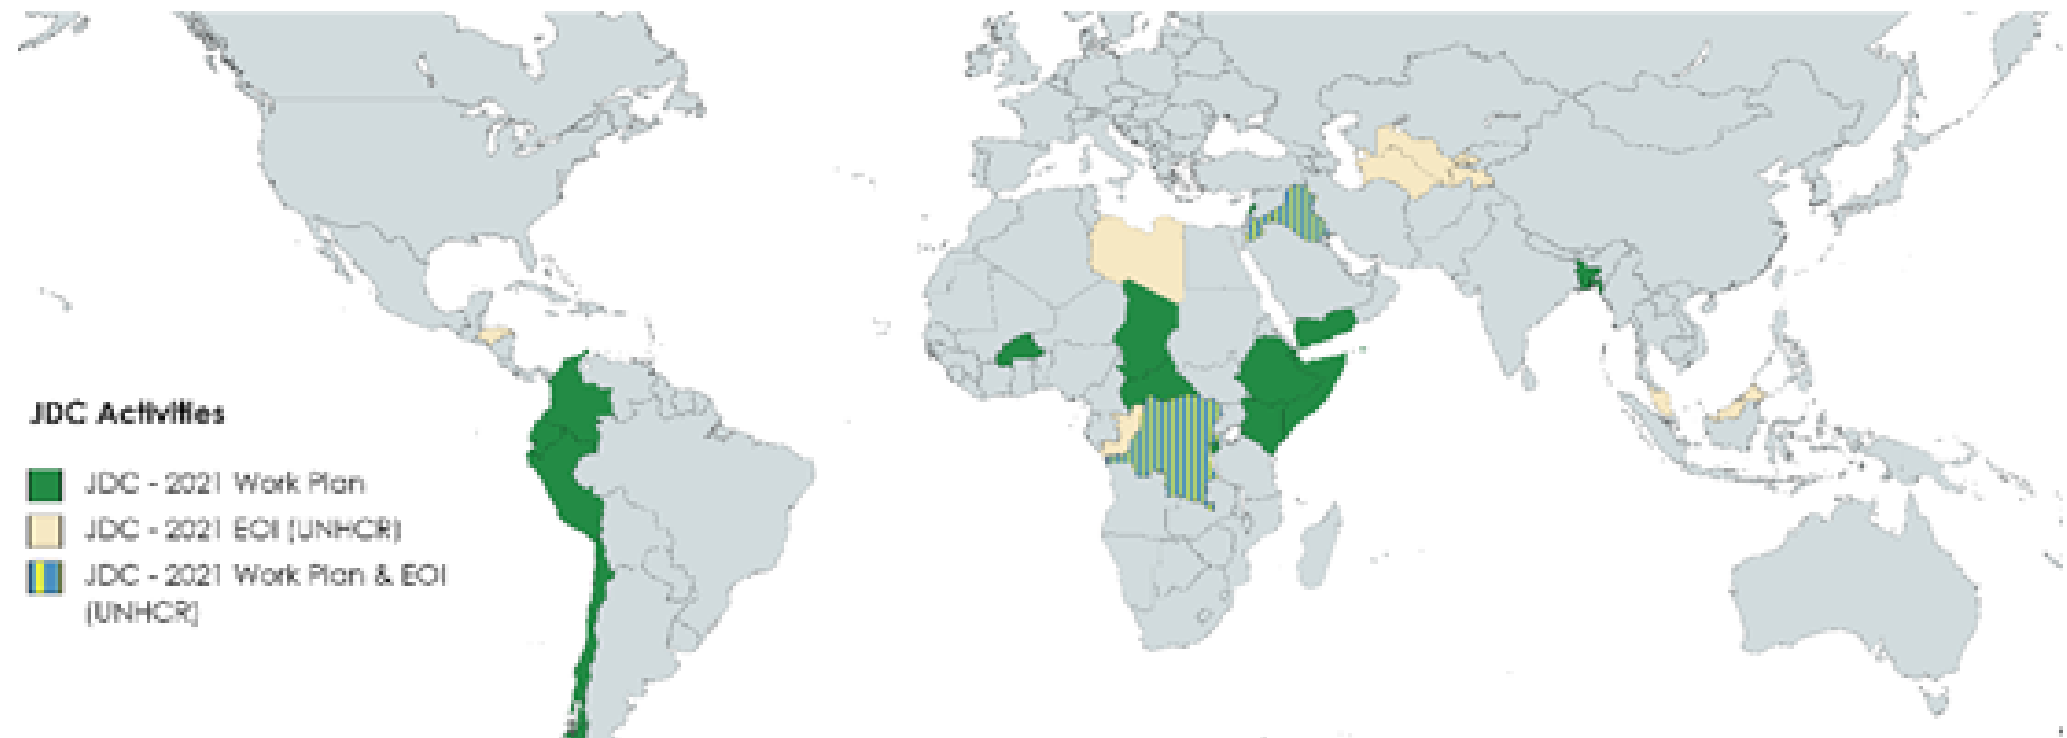 JDC Activities
JDC - 2021 Work Plan
JDC - 2021 EOI (UNHCR)
JDC - 2021 Work Plan & EOI
(UNHCR)